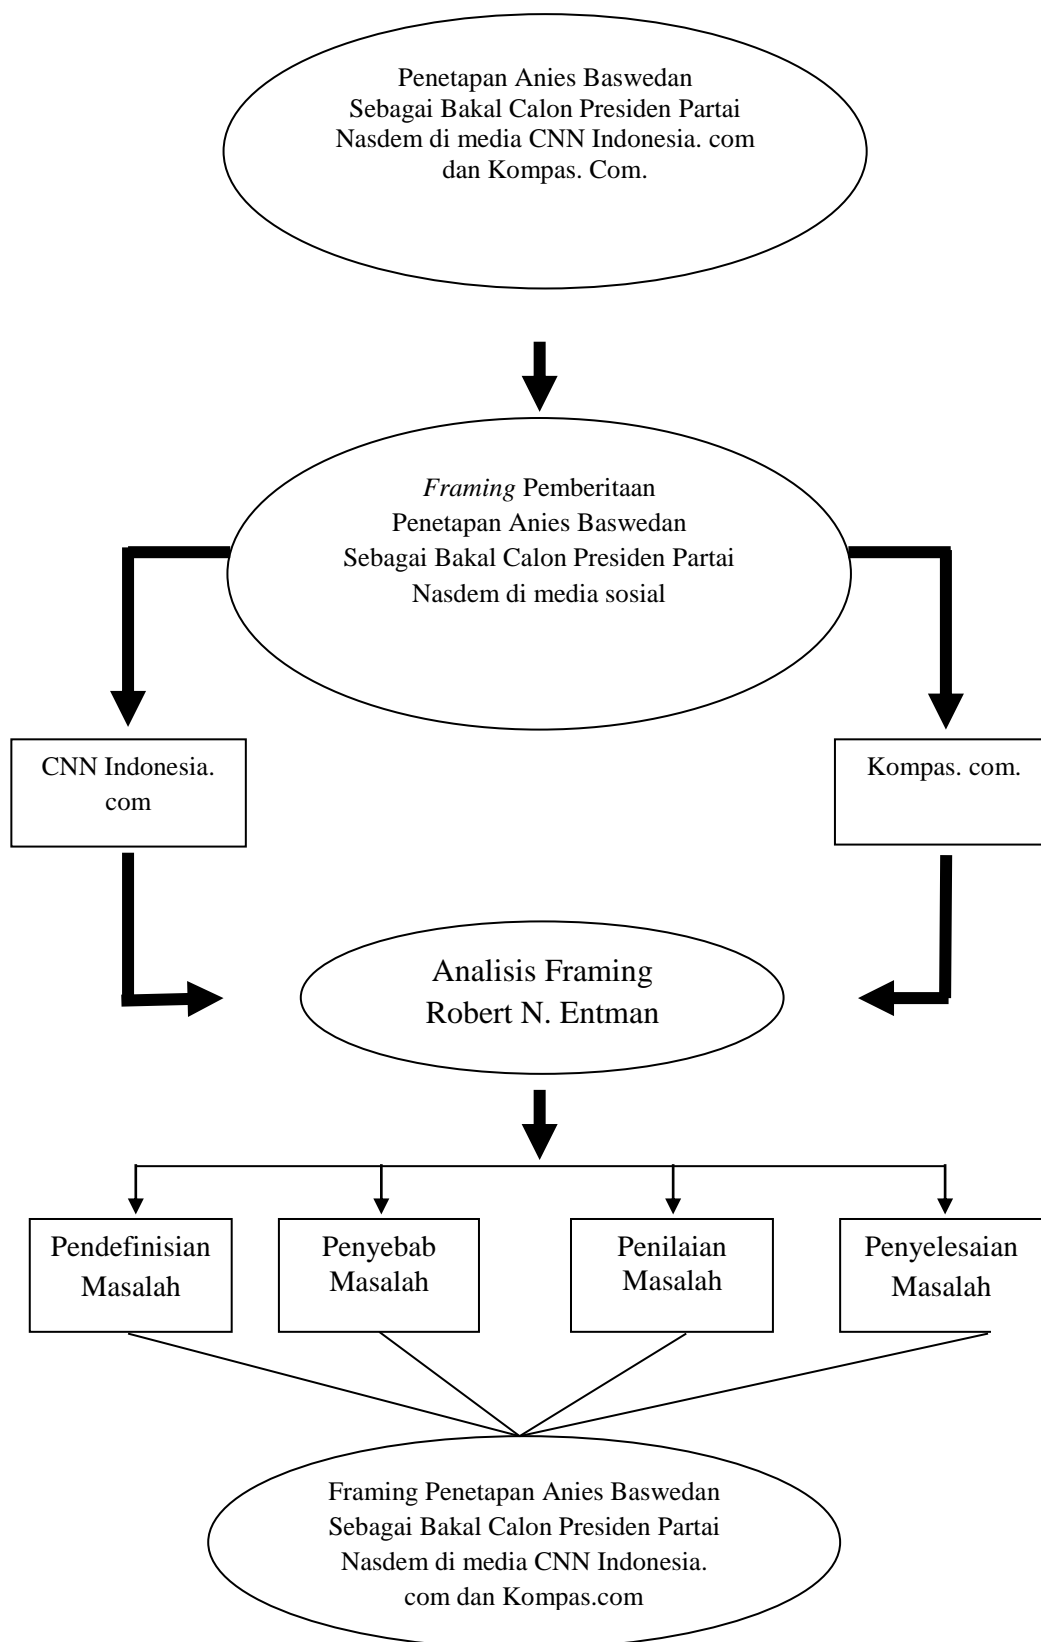 Penetapan Anies Baswedan
Sebagai Bakal Calon Presiden Partai
Nasdem di media CNN Indonesia. com
dan Kompas. Com.
Framing Pemberitaan
Penetapan Anies Baswedan
Sebagai Bakal Calon Presiden Partai
Nasdem di media sosial
CNN Indonesia.
com
Kompas. com.
Analisis Framing
Robert N. Entman
Pendefinisian
Masalah
Penyebab
Masalah
Penilaian
Masalah
Penyelesaian
Masalah
Framing Penetapan Anies Baswedan
Sebagai Bakal Calon Presiden Partai
Nasdem di media CNN Indonesia.
com dan Kompas.com